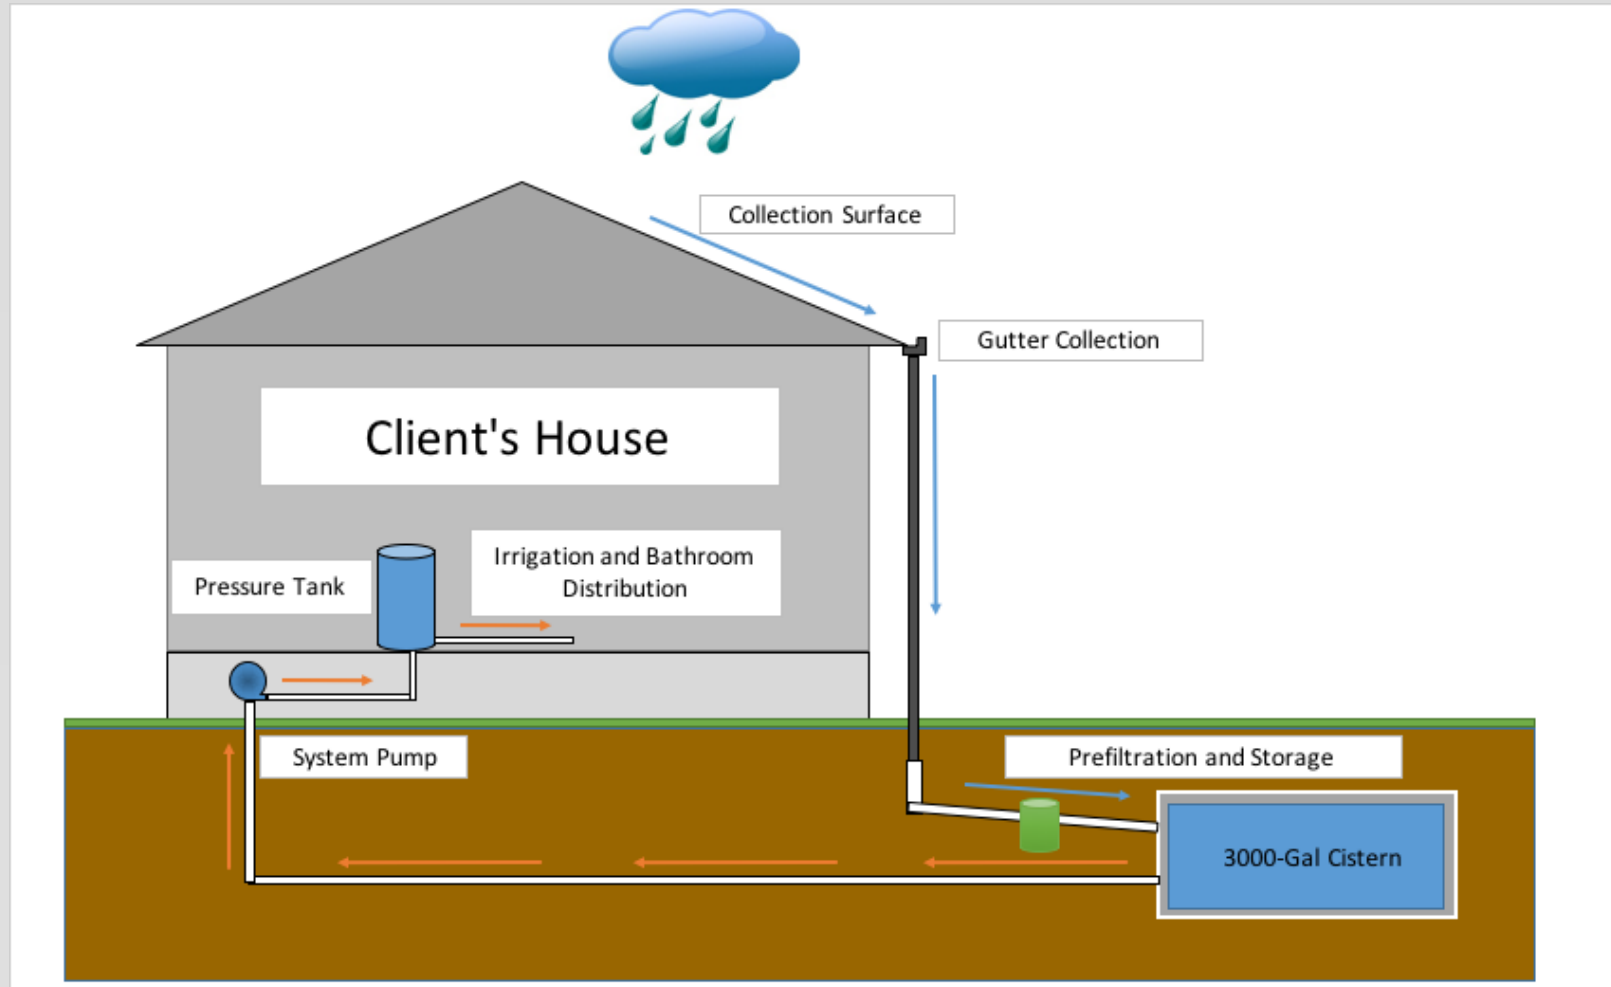 Collection Surface
Gutter Collection
Client's House
Irrigation and Bathroom
Distribution
Pressure Tank
System Pump
Prefiltration and Storage
3000-Gal Cistern